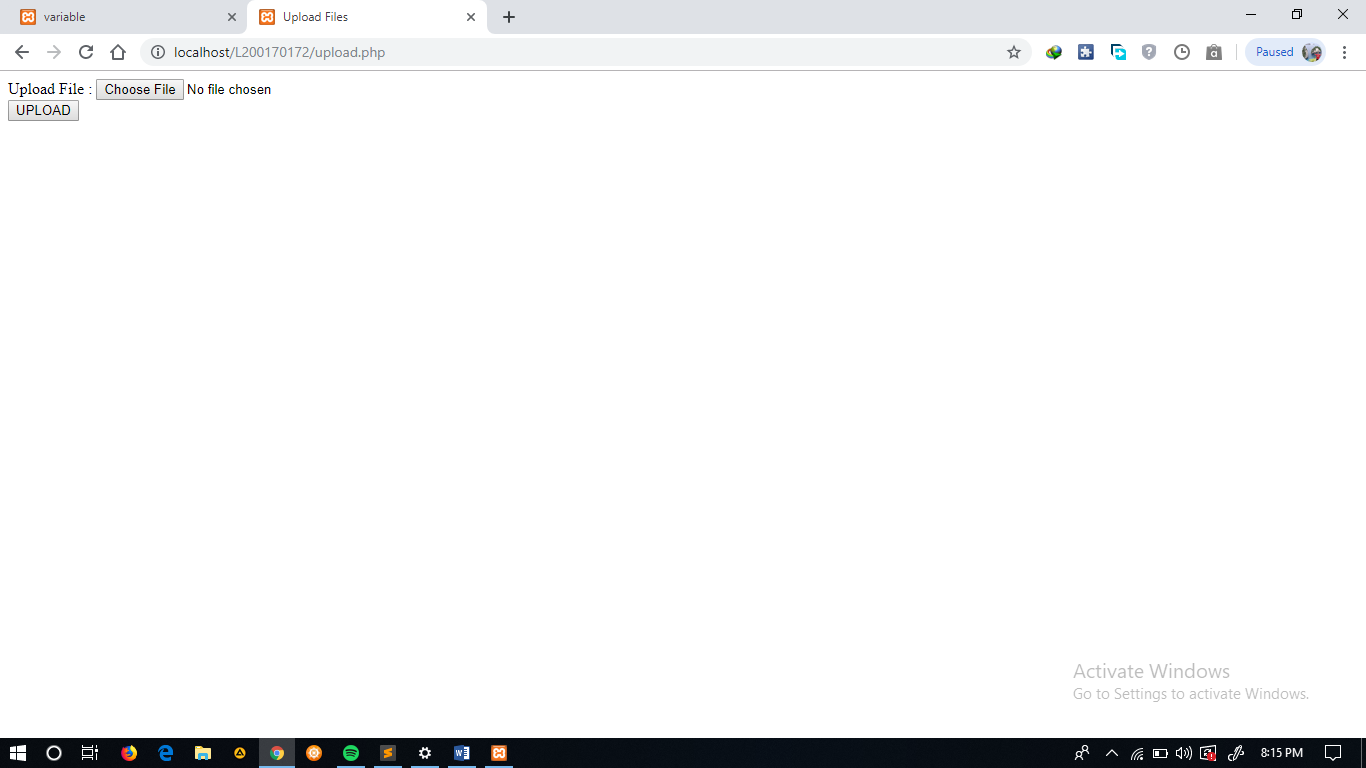 variable
Upload Files
localhost/L200170172/upload.php
Paused
Upload File : Choose File No file chosen
UPLOAD
Activate Windows
Go to Settings to activate Windows.
8:15 PM